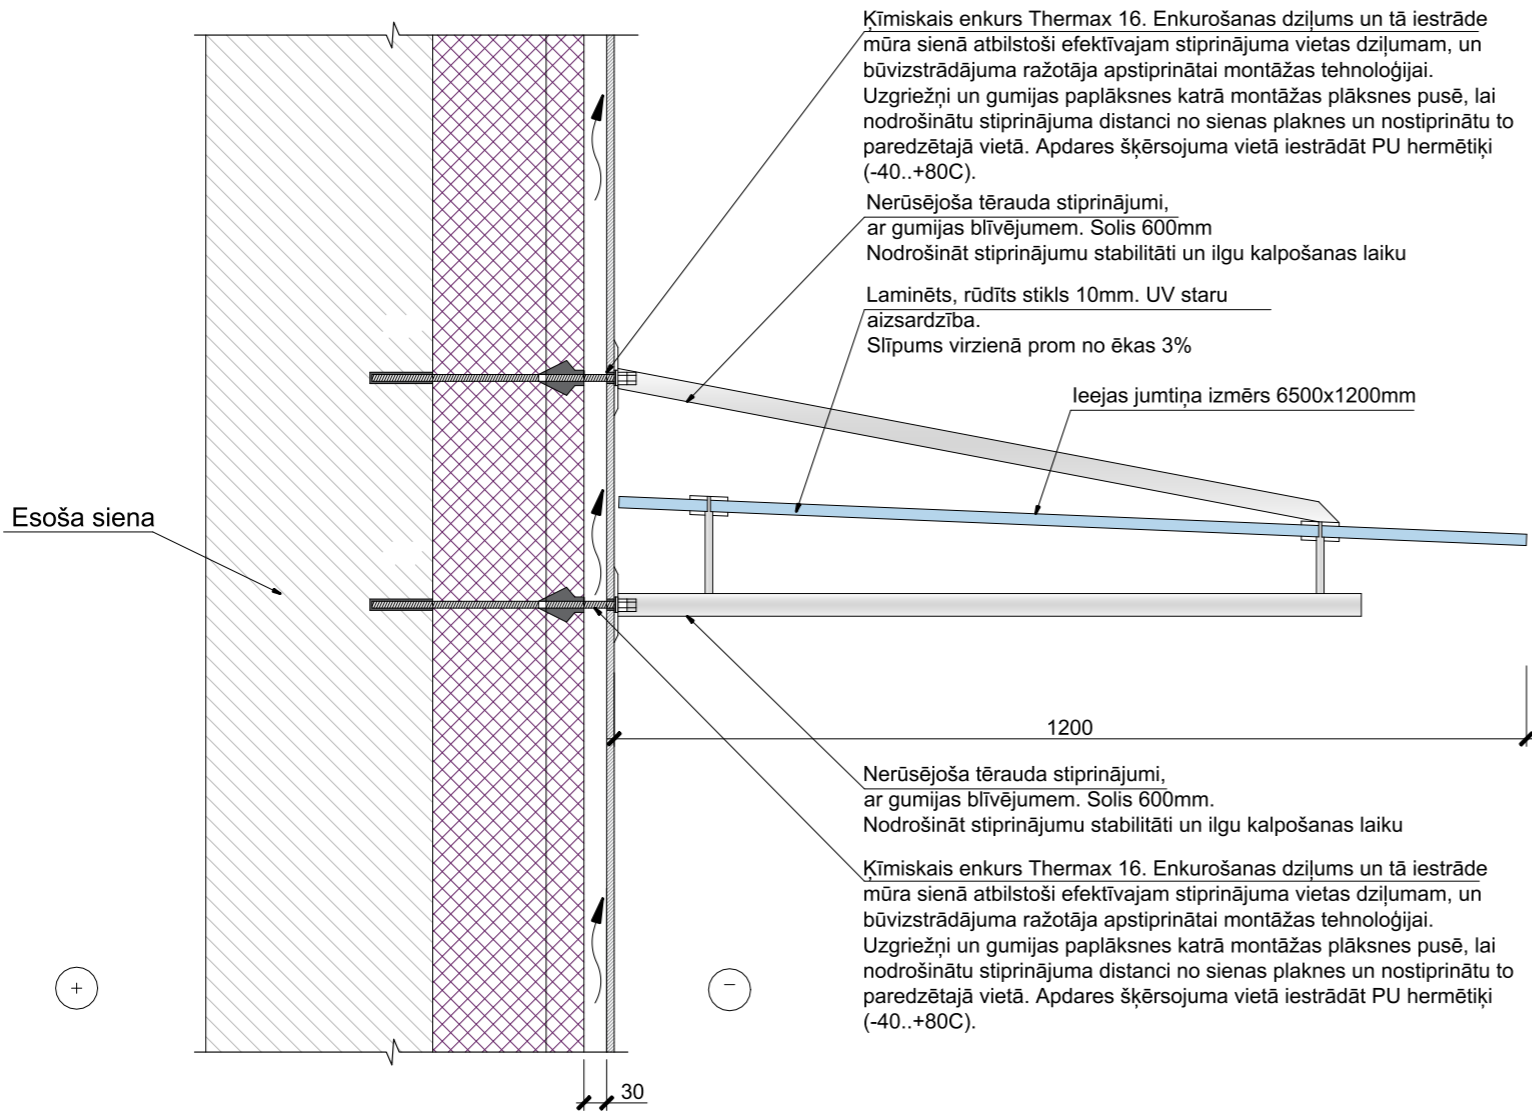 Ķīmiskais enkurs Thermax 16. Enkurošanas dziļums un tā iestrāde
mūra sienā atbilstoši efektīvajam stiprinājuma vietas dziļumam, un
būvizstrādājuma ražotāja apstiprinātai montāžas tehnoloģijai.
Uzgriežņi un gumijas paplāksnes katrā montāžas plāksnes pusē, lai
nodrošinātu stiprinājuma distanci no sienas plaknes un nostiprinātu to
paredzētajā vietā. Apdares šķērsojuma vietā iestrādāt PU hermētiķi
(-40..+80C).
Nerūsējoša tērauda stiprinājumi,
ar gumijas blīvējumem. Solis 600mm
Nodrošināt stiprinājumu stabilitāti un ilgu kalpošanas laiku
Laminēts, rūdīts stikls 10mm. UV staru
aizsardzība.
Slīpums virzienā prom no ēkas 3%
Ieejas jumtiņa izmērs 6500x1200mm
Esoša siena
1200
Nerūsējoša tērauda stiprinājumi,
ar gumijas blīvējumem. Solis 600mm.
Nodrošināt stiprinājumu stabilitāti un ilgu kalpošanas laiku
Ķīmiskais enkurs Thermax 16. Enkurošanas dziļums un tā iestrāde
mūra sienā atbilstoši efektīvajam stiprinājuma vietas dziļumam, un
būvizstrādājuma ražotāja apstiprinātai montāžas tehnoloģijai.
Uzgriežņi un gumijas paplāksnes katrā montāžas plāksnes pusē, lai
nodrošinātu stiprinājuma distanci no sienas plaknes un nostiprinātu to
paredzētajā vietā. Apdares šķērsojuma vietā iestrādāt PU hermētiķi
(-40..+80C).
+
−
30